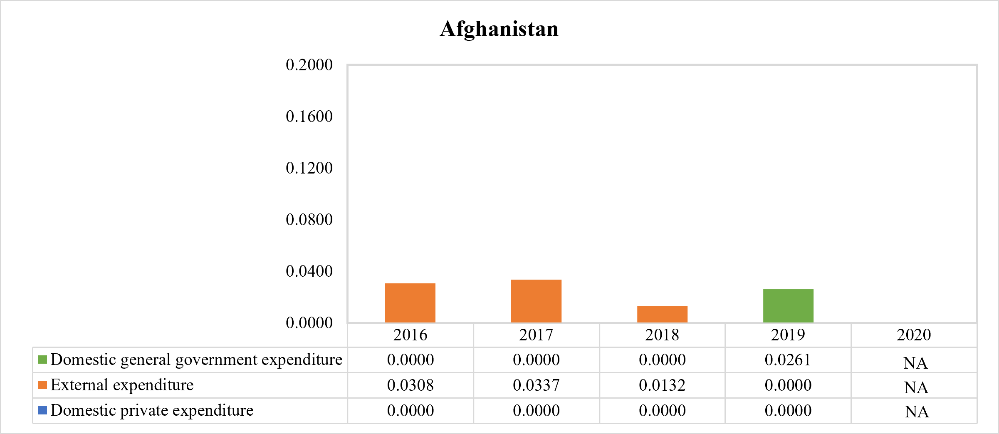 Afghanistan
0.2000
0.1600
0.1200
0.0800
0.0400
0.0000
2016 2017 2018 2019 2020
Domestic general government expenditure 0.0000 0.0000 0.0000 0.0261 NA
External expenditure 0.0308 0.0337 0.0132 0.0000 NA
Domestic private expenditure 0.0000 0.0000 0.0000 0.0000 NA